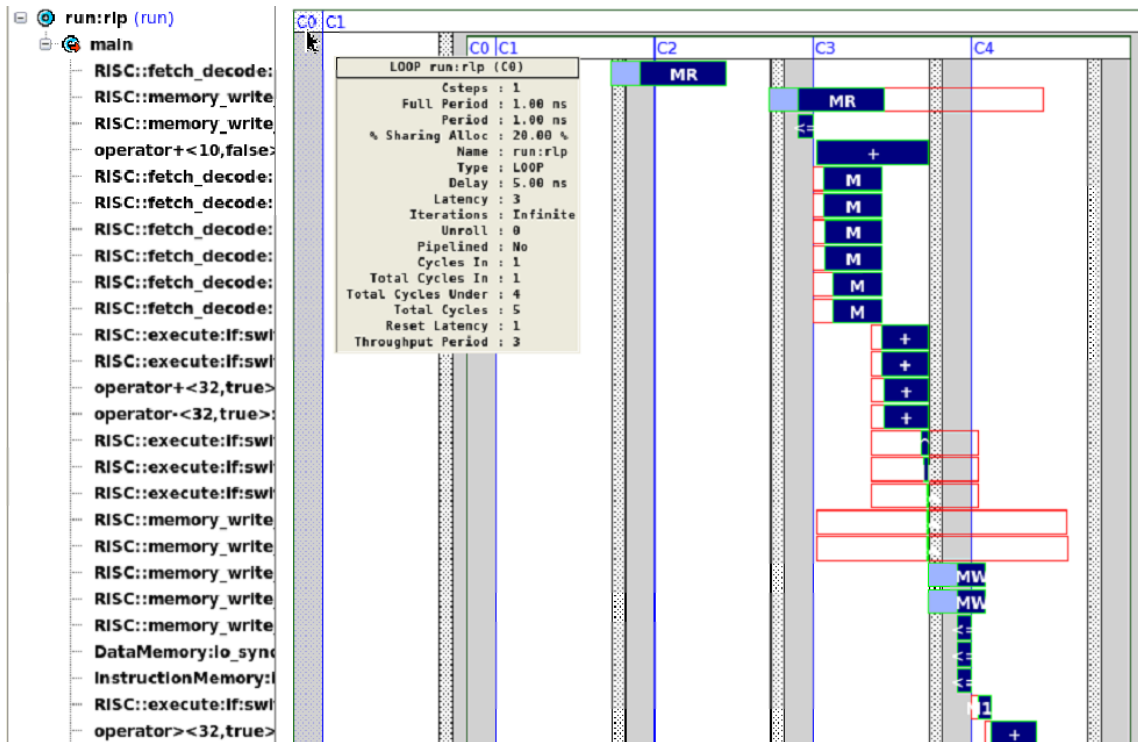 run:rlp (run)
C0 C1
main
C0 C1 C2 C3 C4
RISC::fetch_decode:
MR
RISC::memory_write
MR
RISC::memory_write
<=
operator+<10,false>
+
RISC::fetch_decode:
M
RISC::fetch_decode:
M
RISC::fetch_decode:
M
RISC::fetch_decode:
M
RISC::fetch_decode:
M
RISC::fetch_decode:
M
RISC::execute:if:swi
+
RISC::execute:if:swi
+
operator+<32,true>
+
operator-<32,true>:
+
RISC::execute:if:swi
RISC::execute:if:swi
RISC::execute:if:swi
RISC::memory_write
RISC::memory_write
RISC::memory_write
MW
RISC::memory_write
MW
RISC::memory_write
<=
DataMemory:io_sync
<=
InstructionMemory:i
<=
RISC::execute:if:swi
operator><32,true>
+
LOOP run:rlp (C0)
Csteps : 1
Full Period : 1.00 ns
Period : 1.00 ns
% Sharing Alloc : 20.00 %
Name : run:rlp
Type : LOOP
Delay : 5.00 ns
Latency : 3
Iterations : Infinite
Unroll : 0
Pipelined : No
Cycles In : 1
Total Cycles In : 1
Total Cycles Under : 4
Total Cycles : 5
Reset Latency : 1
Throughput Period : 3